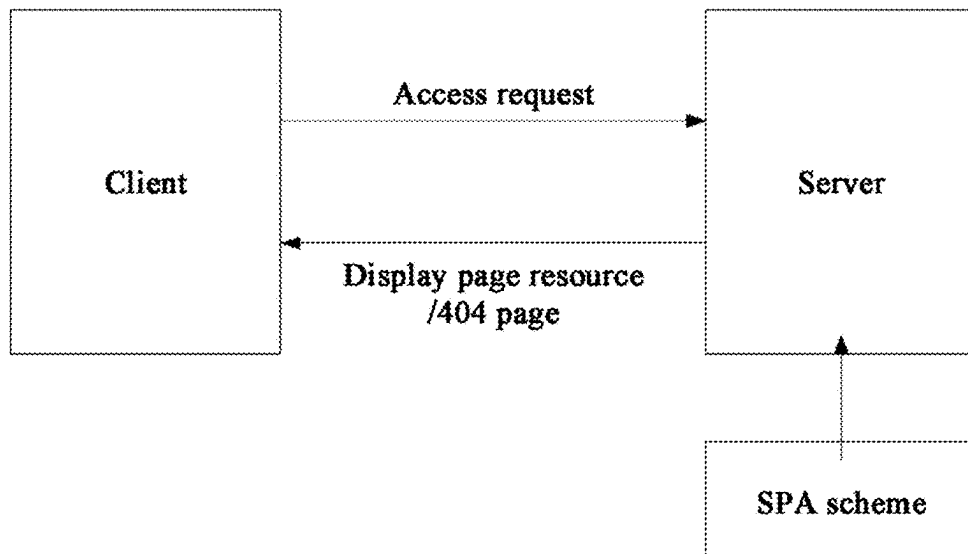 Access request
Client
Server
Display page resource
/404 page
SPA scheme